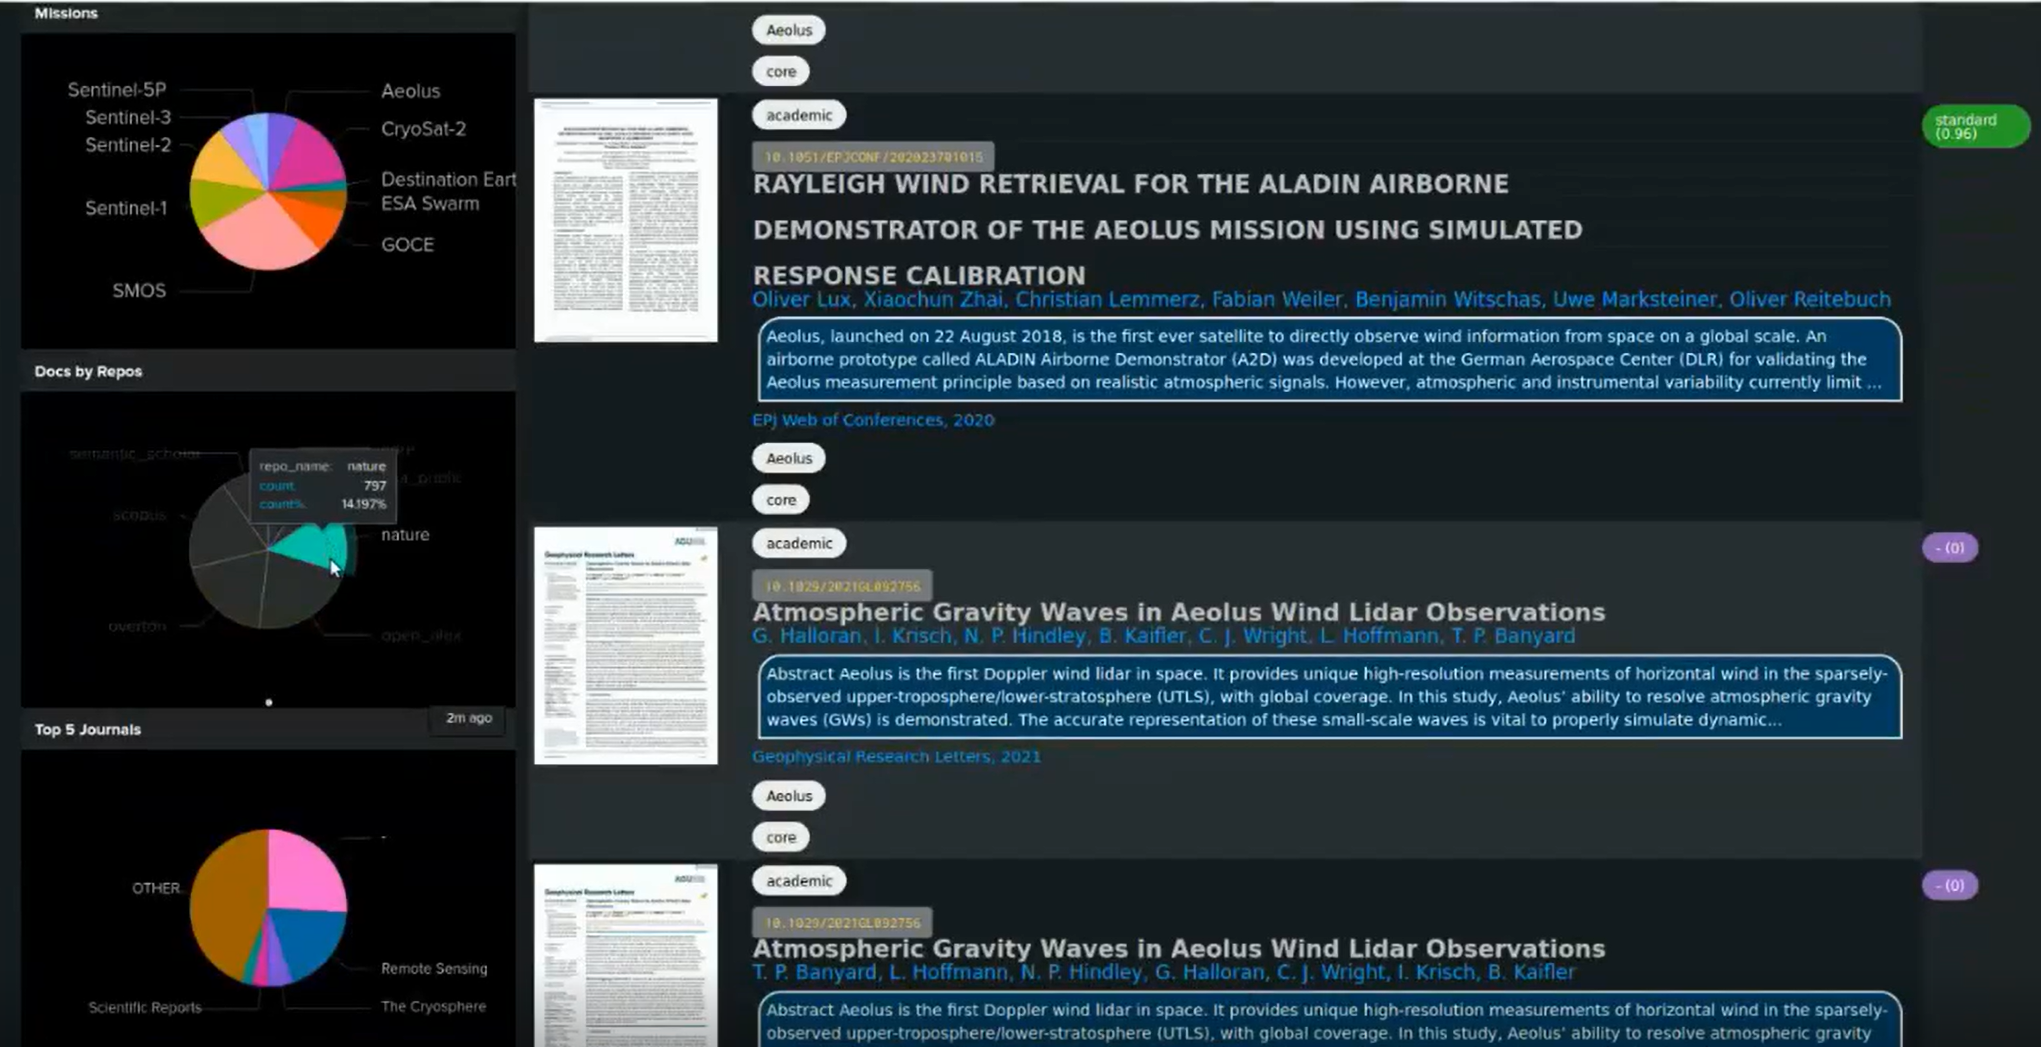 Missions
Sentinel-5P
Sentinel-3
Sentinel-2
Sentinel-1
SMOS
Aeolus
CryoSat-2
Destination Eart
ESA Swarm
GOCE
Docs by Repos
semantic_scholar
scopus
overton
a_public
nature
open_alex
repo_name: nature
count: 797
count%: 14.197%
2m ago
Top 5 Journals
OTHER
Scientific Reports
-
Remote Sensing
The Cryosphere
Aeolus
core
academic
10.1051/EPJCONF/202023701015
RAYLEIGH WIND RETRIEVAL FOR THE ALADIN AIRBORNE
DEMONSTRATOR OF THE AEOLUS MISSION USING SIMULATED
RESPONSE CALIBRATION
Oliver Lux, Xiaochun Zhai, Christian Lemmerz, Fabian Weiler, Benjamin Witschas, Uwe Marksteiner, Oliver Reitebuch
Aeolus, launched on 22 August 2018, is the first ever satellite to directly observe wind information from space on a global scale. An
airborne prototype called ALADIN Airborne Demonstrator (A2D) was developed at the German Aerospace Center (DLR) for validating the
Aeolus measurement principle based on realistic atmospheric signals. However, atmospheric and instrumental variability currently limit ...
EPJ Web of Conferences, 2020
Aeolus
core
standard
(0.96)
academic
10.1029/2021GL092756
Atmospheric Gravity Waves in Aeolus Wind Lidar Observations
G. Halloran, I. Krisch, N. P. Hindley, B. Kaifler, C. J. Wright, L. Hoffmann, T. P. Banyard
Abstract Aeolus is the first Doppler wind lidar in space. It provides unique high-resolution measurements of horizontal wind in the sparsely-
observed upper-troposphere/lower-stratosphere (UTLS), with global coverage. In this study, Aeolus' ability to resolve atmospheric gravity
waves (GWs) is demonstrated. The accurate representation of these small-scale waves is vital to properly simulate dynamic...
Geophysical Research Letters, 2021
Aeolus
core
- (0)
academic
10.1029/2021GL092756
Atmospheric Gravity Waves in Aeolus Wind Lidar Observations
T. P. Banyard, L. Hoffmann, N. P. Hindley, G. Halloran, C. J. Wright, I. Krisch, B. Kaifler
Abstract Aeolus is the first Doppler wind lidar in space. It provides unique high-resolution measurements of horizontal wind in the sparsely-
observed upper-troposphere/lower-stratosphere (UTLS), with global coverage. In this study, Aeolus' ability to resolve atmospheric gravity
- (0)